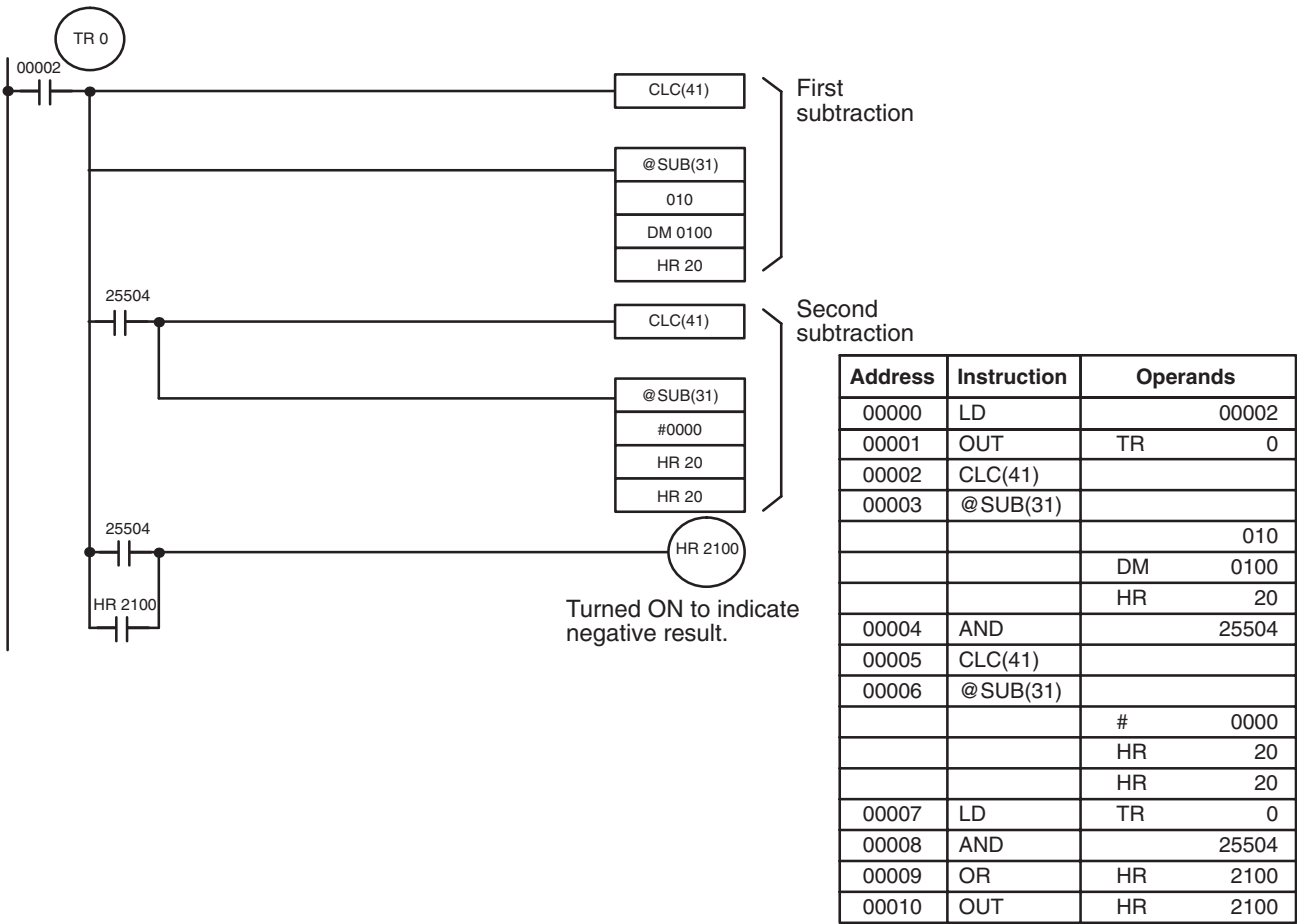 TR 0
00002
CLC(41)
First
subtraction
@SUB(31)
010
DM 0100
HR 20
25504
CLC(41)
Second
subtraction
@SUB(31)
#0000
HR 20
HR 20
25504
HR 2100
HR 2100
Turned ON to indicate
negative result.
Address Instruction Operands
00000 LD 00002
00001 OUT TR 0
00002 CLC(41)
00003 @SUB(31)
010
DM 0100
HR 20
00004 AND 25504
00005 CLC(41)
00006 @SUB(31)
# 0000
HR 20
HR 20
00007 LD TR 0
00008 AND 25504
00009 OR HR 2100
00010 OUT HR 2100